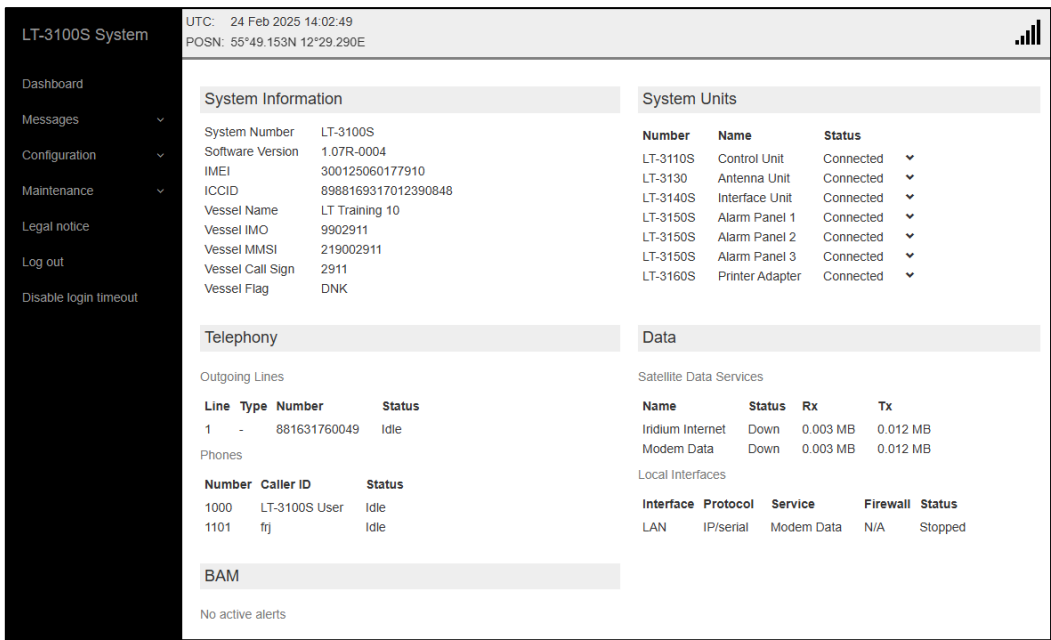 LT-3100S System
Dashboard
Messages
Configuration
Maintenance
Legal notice
Log out
Disable login timeout
UTC: 24 Feb 2025 14:02:49
POSN: 55°49.153N 12°29.290E
System Information
System Number LT-3100S
Software Version 1.07R-0004
IMEI 300125060177910
ICCID 8988169317012390848
Vessel Name LT Training 10
Vessel IMO 9902911
Vessel MMSI 219002911
Vessel Call Sign 2911
Vessel Flag DNK
System Units
Number Name Status
LT-3110S Control Unit Connected
LT-3130 Antenna Unit Connected
LT-3140S Interface Unit Connected
LT-3150S Alarm Panel 1 Connected
LT-3150S Alarm Panel 2 Connected
LT-3150S Alarm Panel 3 Connected
LT-3160S Printer Adapter Connected
Telephony
Outgoing Lines
Line Type Number Status
1 - 881631760049 Idle
Phones
Number Caller ID Status
1000 LT-3100S User Idle
1101 frj Idle
Data
Satellite Data Services
Name Status Rx Tx
Iridium Internet Down 0.003 MB 0.012 MB
Modem Data Down 0.003 MB 0.012 MB
Local Interfaces
Interface Protocol Service Firewall Status
LAN IP/serial Modem Data N/A Stopped
BAM
No active alerts